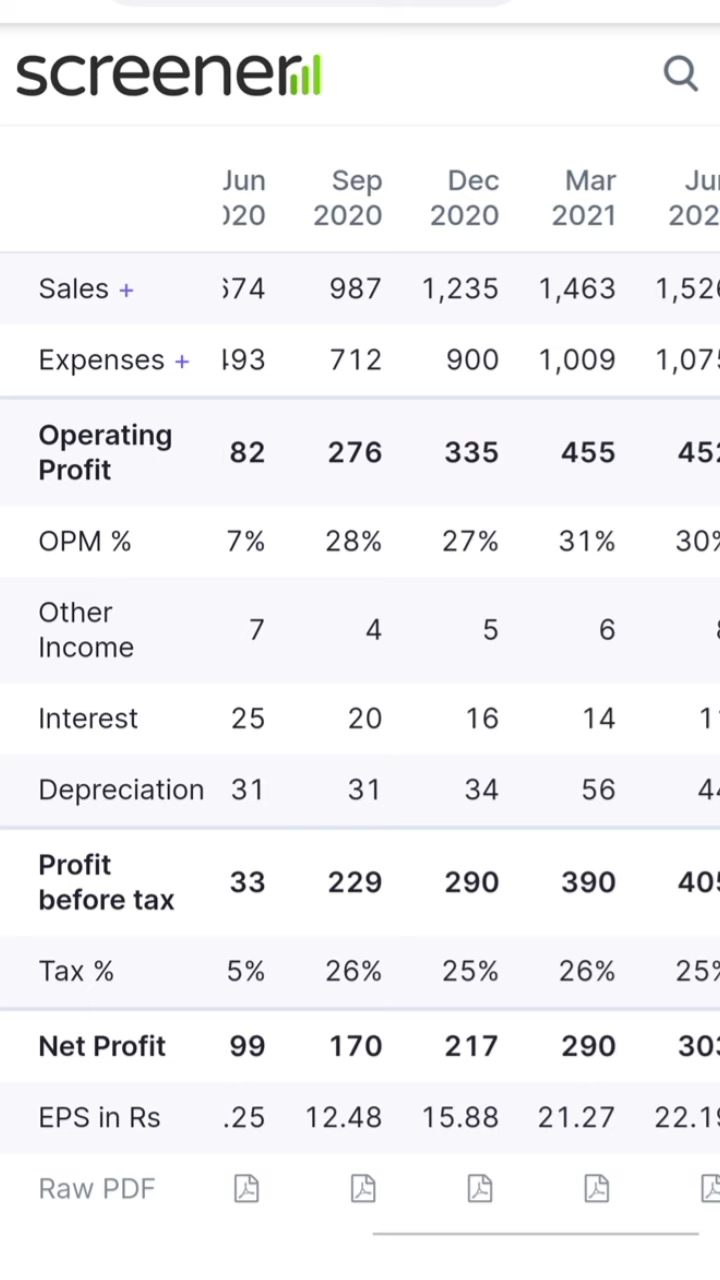 screener
Jun Sep Dec Mar
2020 2020 2021
Sales + 987 1,235 1,463
Expenses + 712 900 1,009
Operating
Profit 82 276 335 455
OPM % 7% 28% 27% 31% 30%
Other
Income 7 4 5 6
Interest 25 20 16 14
Depreciation 31 31 34 56
Profit
before tax 33 229 290 390
Tax % 5% 26% 25% 26% 25%
Net Profit 99 170 217 290
EPS in Rs .25 12.48 15.88 21.27
Raw PDF